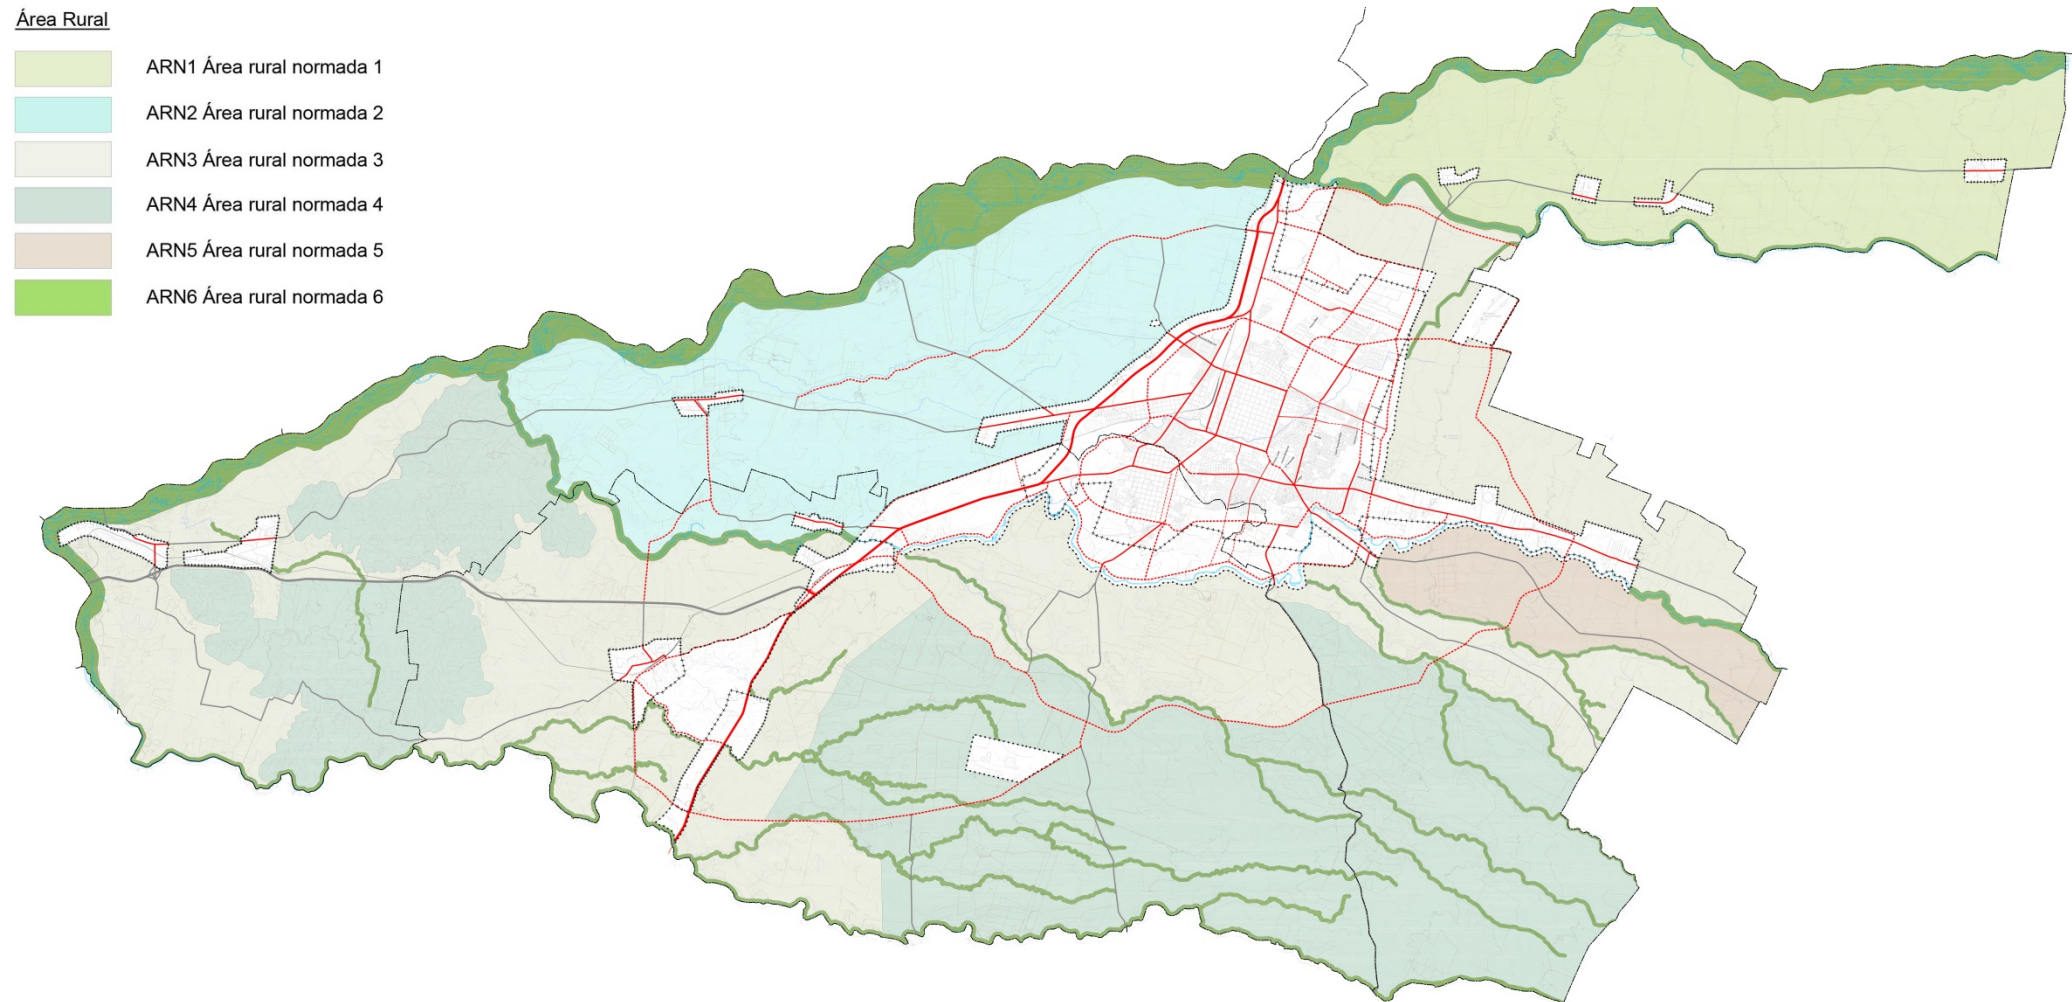 Área Rural
ARN1 Área rural normada 1
ARN2 Área rural normada 2
ARN3 Área rural normada 3
ARN4 Área rural normada 4
ARN5 Área rural normada 5
ARN6 Área rural normada 6